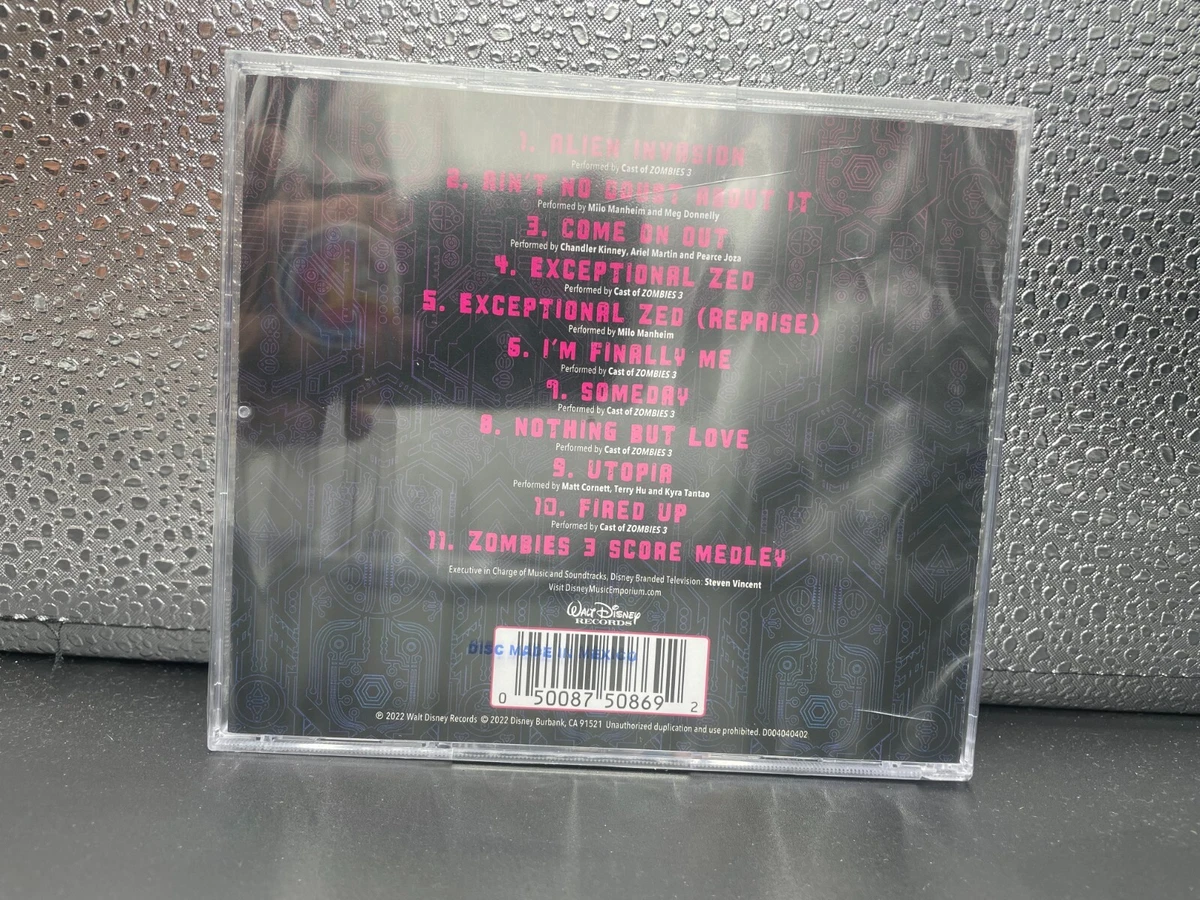 1. ALIEN INVASION
Performed by Cast of ZOMBIES 3
2. AIN'T NO DOUBT ABOUT IT
Performed by Milo Manheim and Meg Donnelly
3. COME ON OUT
Performed by Chandler Kinney, Ariel Martin and Pearce Joza
4. EXCEPTIONAL ZED
Performed by Cast of ZOMBIES 3
5. EXCEPTIONAL ZED (REPRISE)
Performed by Milo Manheim
6. I'M FINALLY ME
Performed by Cast of ZOMBIES 3
7. SOMEDAY
Performed by Cast of ZOMBIES 3
8. NOTHING BUT LOVE
Performed by Cast of ZOMBIES 3
9. UTOPIA
Performed by Matt Cornett, Terry Hu and Kyra Tantao
10. FIRED UP
Performed by Cast of ZOMBIES 3
11. ZOMBIES 3 SCORE MEDLEY
Executive in Charge of Music and Soundtracks, Disney Branded Television: Steven Vincent
Visit DisneyMusicEmporium.com
WALT DISNEY
RECORDS
DISC MADE IN MEXICO
0 50087 50869 2
℗ 2022 Walt Disney Records © 2022 Disney Burbank, CA 91521 Unauthorized duplication and use prohibited. D004040402